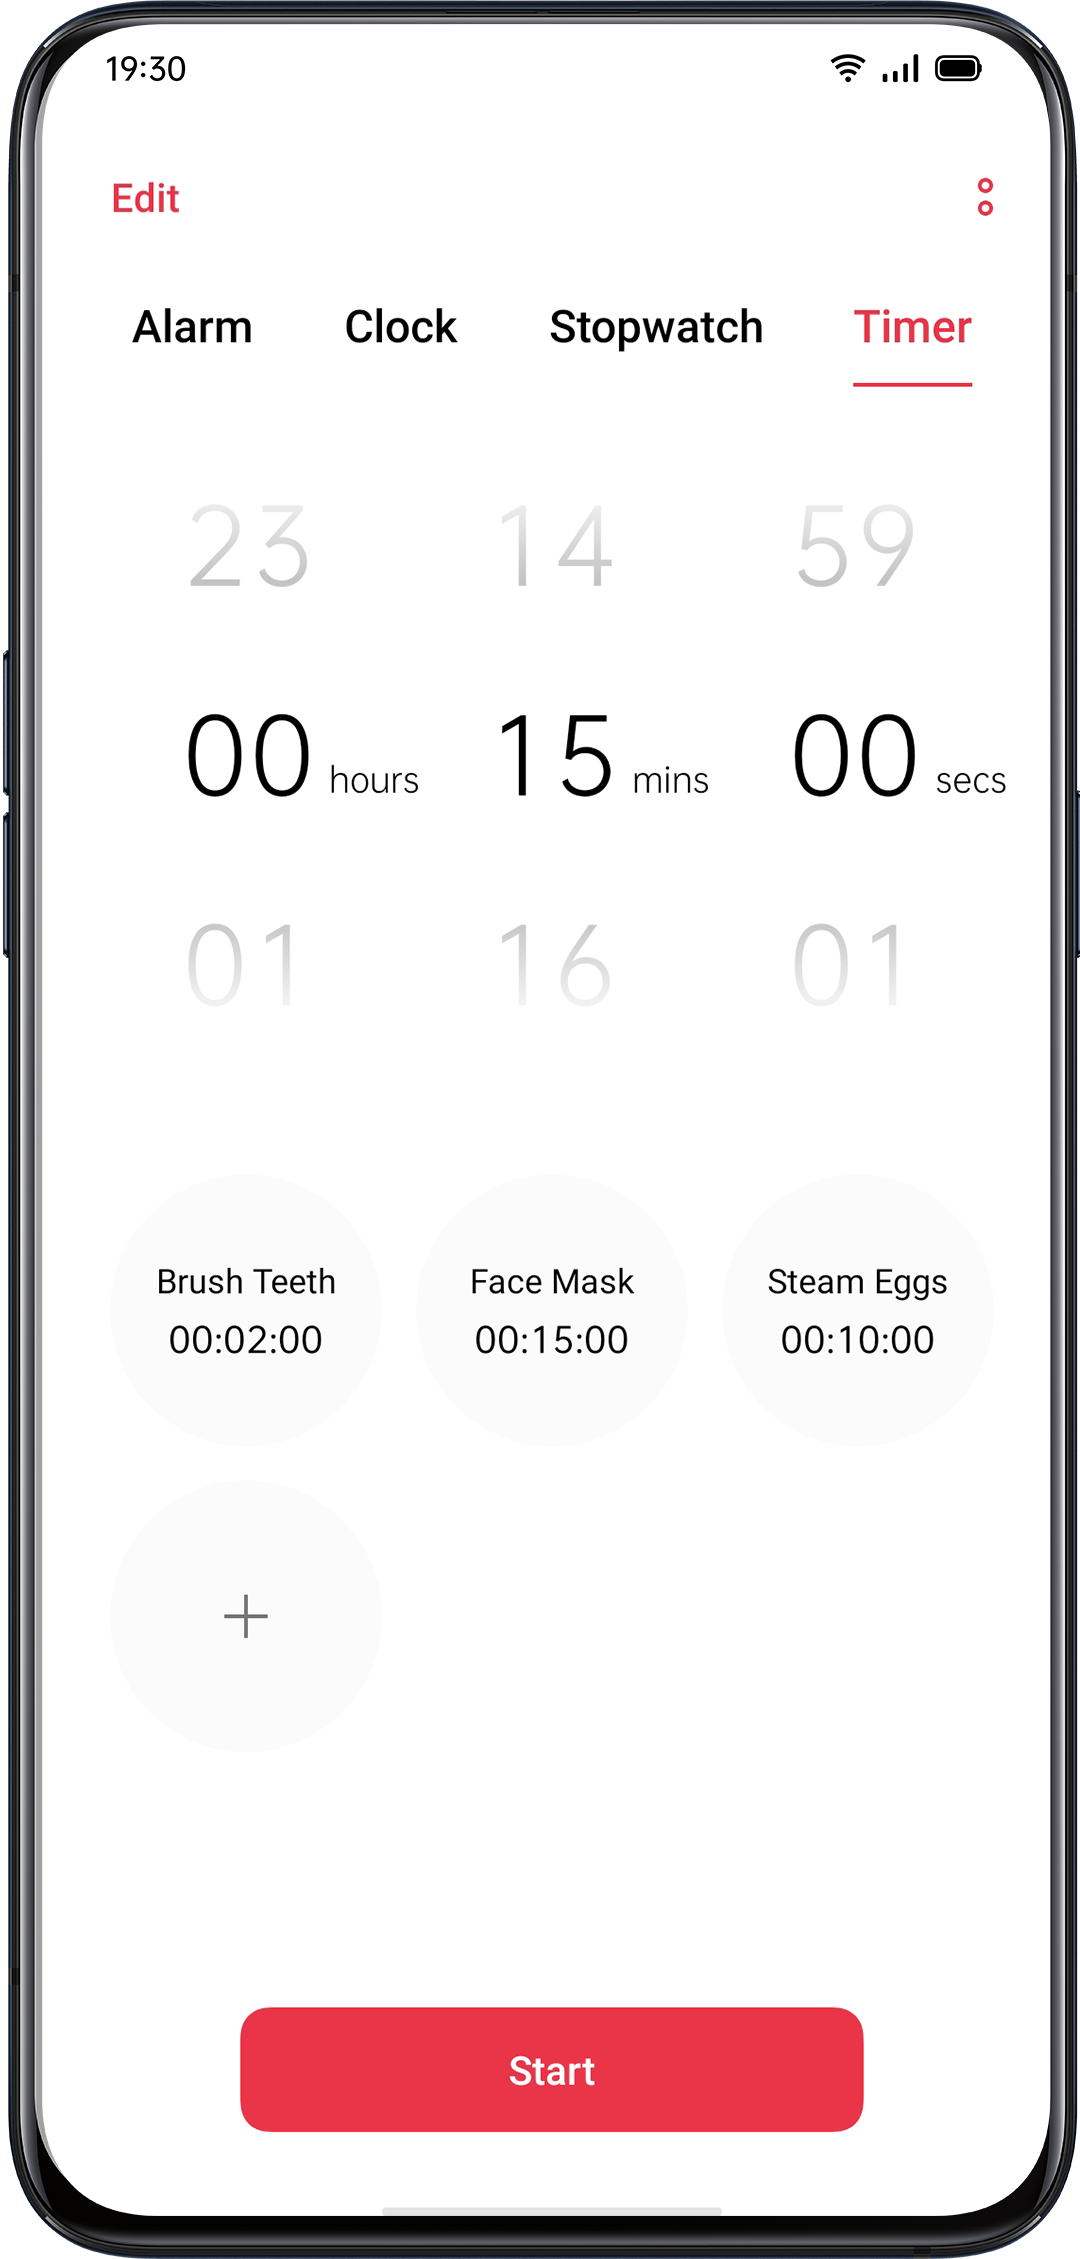 19:30
Edit
Alarm Clock Stopwatch Timer
23 14 59
00 hours 15 mins 00 secs
01 16 01
Brush Teeth Face Mask Steam Eggs
00:02:00 00:15:00 00:10:00
+
Start